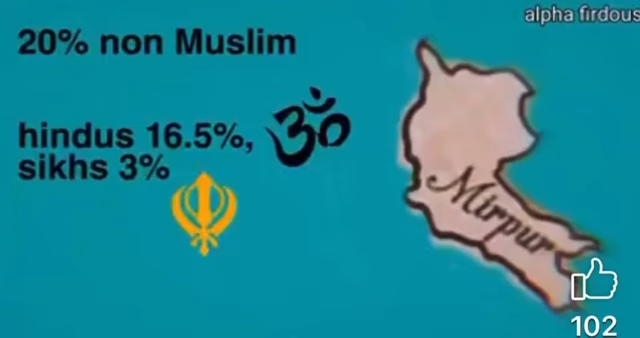 alpha firdous
20% non Muslim
hindus 16.5%, ॐ
sikhs 3%
Mirpur
102